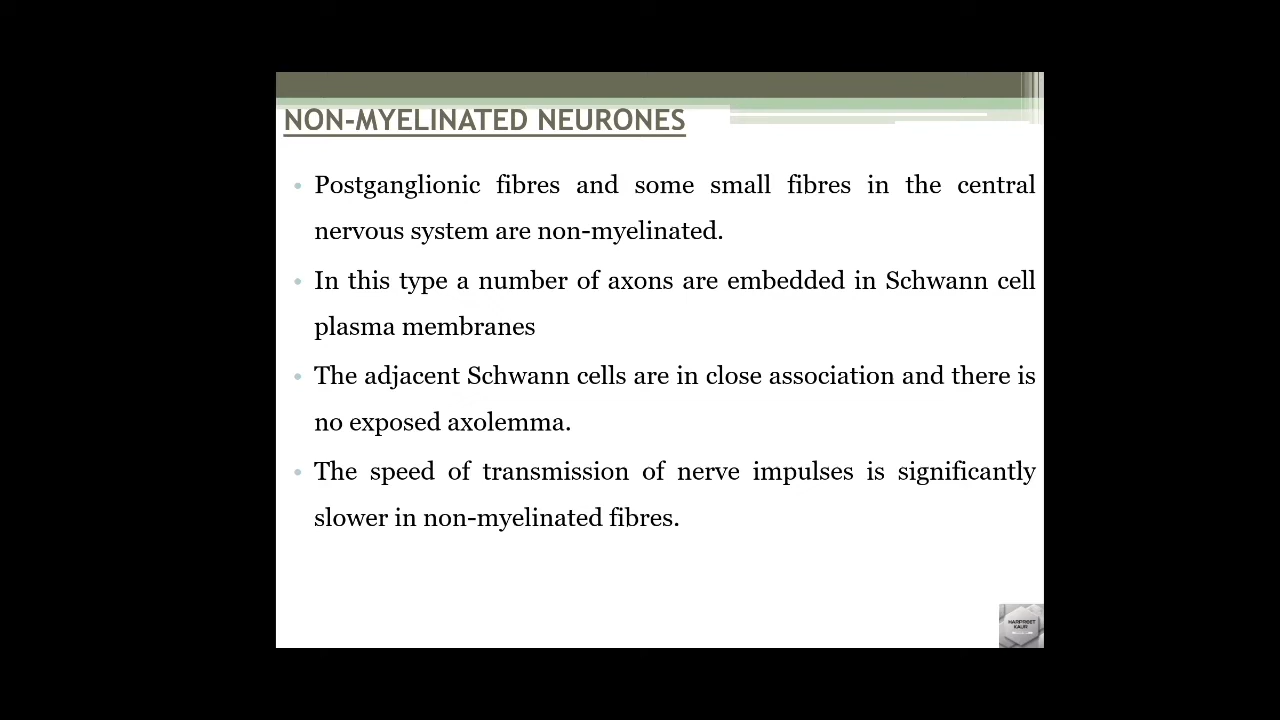 NON-MYELINATED NEURONES
Postganglionic fibres and some small fibres in the central
nervous system are non-myelinated.
In this type a number of axons are embedded in Schwann cell
plasma membranes
The adjacent Schwann cells are in close association and there is
no exposed axolemma.
The speed of transmission of nerve impulses is significantly
slower in non-myelinated fibres.
HARPREET
KAUR